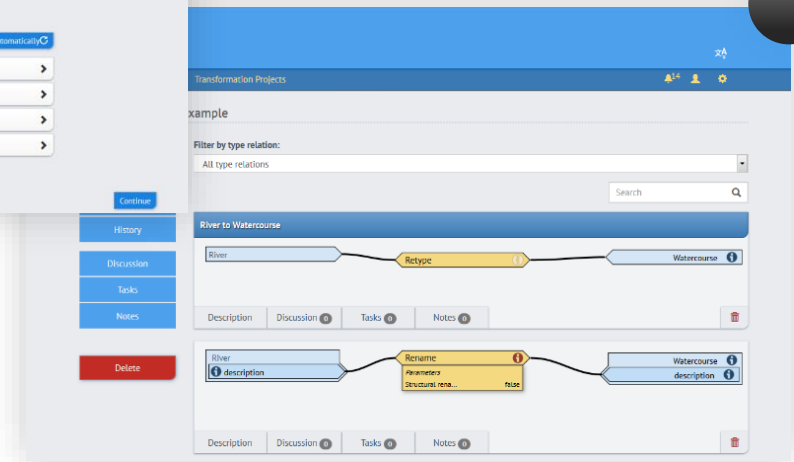 tomatically
Continue
History
Discussion
Tasks
Notes
Delete
Transformation Projects
14
xample
Filter by type relation:
All type relations
Search
River to Watercourse
River
Retype
Watercourse
Description Discussion 0 Tasks 0 Notes 0
River
description
Rename
Parameters
Structural rena... false
Watercourse
description
Description Discussion 0 Tasks 0 Notes 0